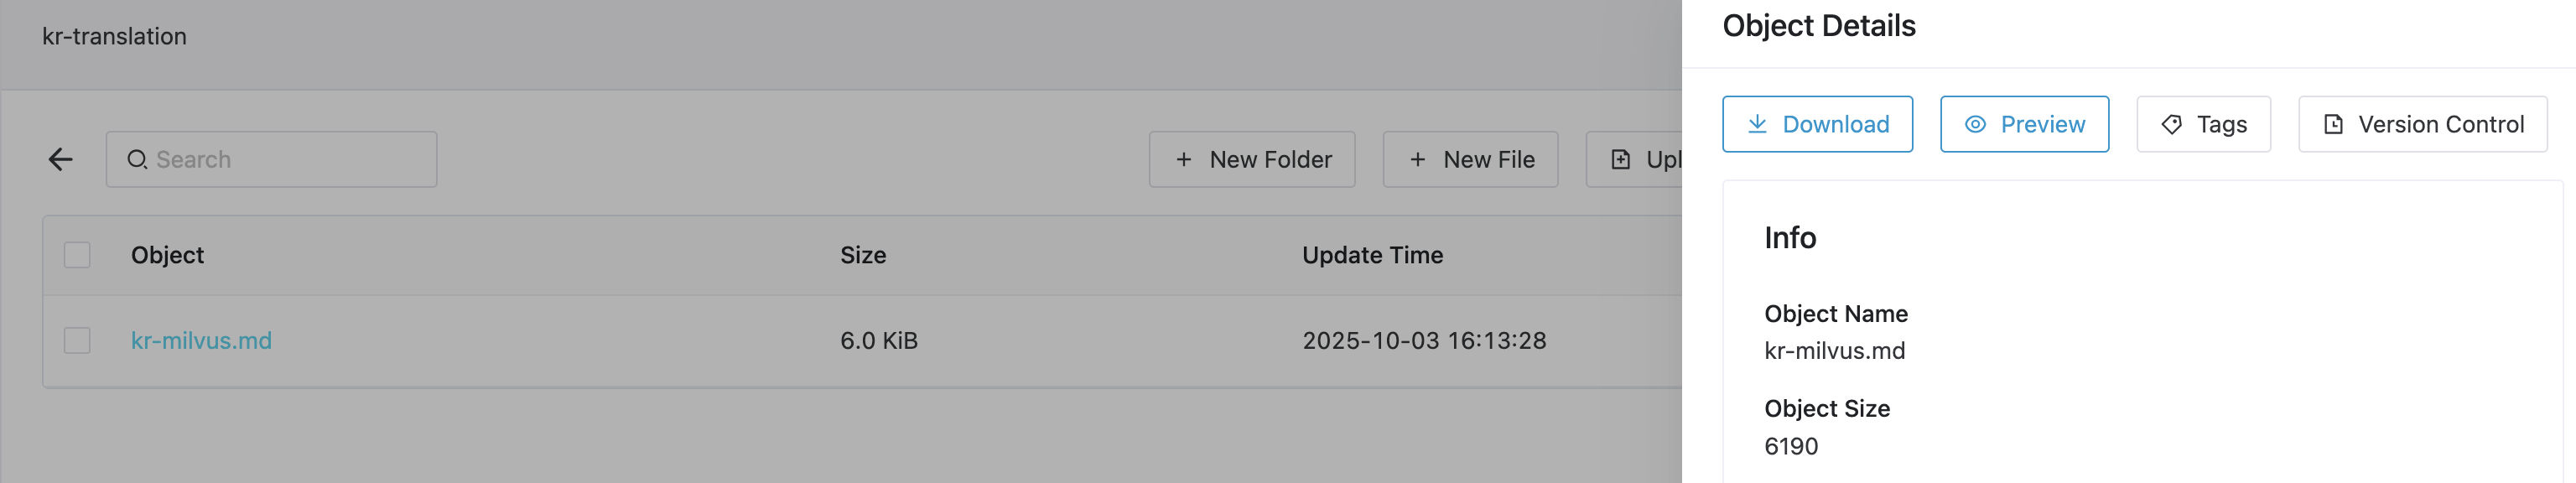 kr-translation
Search
New Folder
New File
Upl
Object
Size
Update Time
kr-milvus.md
6.0 KiB
2025-10-03 16:13:28
Object Details
Download
Preview
Tags
Version Control
Info
Object Name
kr-milvus.md
Object Size
6190